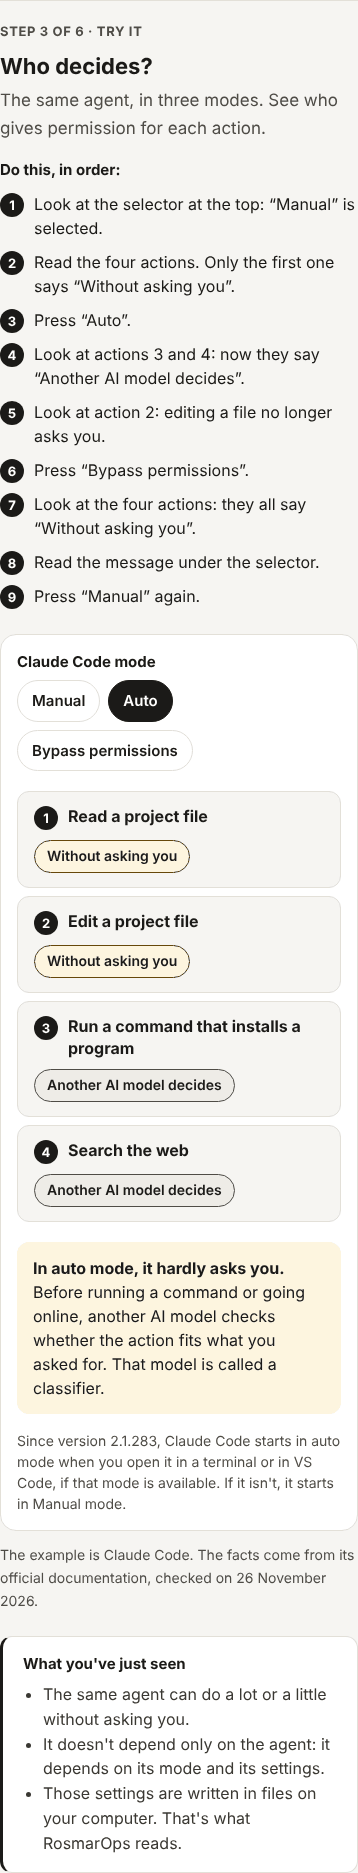 STEP 3 OF 6 · TRY IT
Who decides?
The same agent, in three modes. See who
gives permission for each action.
Do this, in order:
1 Look at the selector at the top: “Manual” is
selected.
2 Read the four actions. Only the first one
says “Without asking you”.
3 Press “Auto”.
4 Look at actions 3 and 4: now they say
“Another AI model decides”.
5 Look at action 2: editing a file no longer
asks you.
6 Press “Bypass permissions”.
7 Look at the four actions: they all say
“Without asking you”.
8 Read the message under the selector.
9 Press “Manual” again.
Claude Code mode
Manual Auto
Bypass permissions
1 Read a project file
Without asking you
2 Edit a project file
Without asking you
3 Run a command that installs a
program
Another AI model decides
4 Search the web
Another AI model decides
In auto mode, it hardly asks you.
Before running a command or going
online, another AI model checks
whether the action fits what you
asked for. That model is called a
classifier.
Since version 2.1.283, Claude Code starts in auto
mode when you open it in a terminal or in VS
Code, if that mode is available. If it isn't, it starts
in Manual mode.
The example is Claude Code. The facts come from its
official documentation, checked on 26 November
2026.
What you've just seen
• The same agent can do a lot or a little
without asking you.
• It doesn't depend only on the agent: it
depends on its mode and its settings.
• Those settings are written in files on
your computer. That's what
RosmarOps reads.